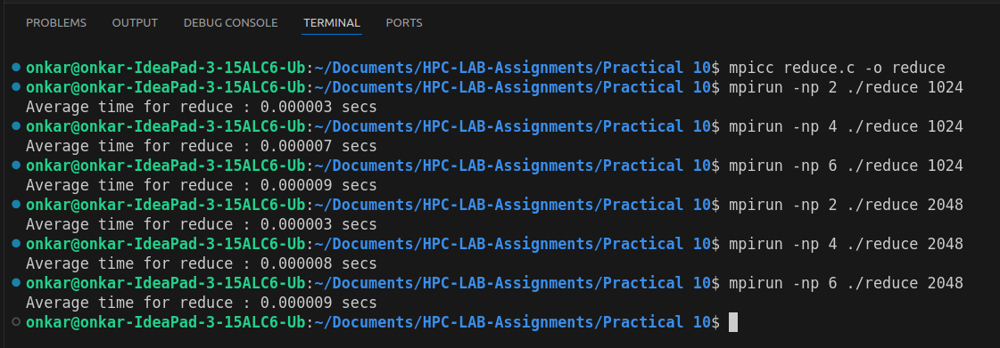 PROBLEMS OUTPUT DEBUG CONSOLE TERMINAL PORTS
onkar@onkar-IdeaPad-3-15ALC6-Ub:~/Documents/HPC-LAB-Assignments/Practical 10$ mpicc reduce.c -o reduce
onkar@onkar-IdeaPad-3-15ALC6-Ub:~/Documents/HPC-LAB-Assignments/Practical 10$ mpirun -np 2 ./reduce 1024
Average time for reduce : 0.000003 secs
onkar@onkar-IdeaPad-3-15ALC6-Ub:~/Documents/HPC-LAB-Assignments/Practical 10$ mpirun -np 4 ./reduce 1024
Average time for reduce : 0.000007 secs
onkar@onkar-IdeaPad-3-15ALC6-Ub:~/Documents/HPC-LAB-Assignments/Practical 10$ mpirun -np 6 ./reduce 1024
Average time for reduce : 0.000009 secs
onkar@onkar-IdeaPad-3-15ALC6-Ub:~/Documents/HPC-LAB-Assignments/Practical 10$ mpirun -np 2 ./reduce 2048
Average time for reduce : 0.000003 secs
onkar@onkar-IdeaPad-3-15ALC6-Ub:~/Documents/HPC-LAB-Assignments/Practical 10$ mpirun -np 4 ./reduce 2048
Average time for reduce : 0.000008 secs
onkar@onkar-IdeaPad-3-15ALC6-Ub:~/Documents/HPC-LAB-Assignments/Practical 10$ mpirun -np 6 ./reduce 2048
Average time for reduce : 0.000009 secs
onkar@onkar-IdeaPad-3-15ALC6-Ub:~/Documents/HPC-LAB-Assignments/Practical 10$